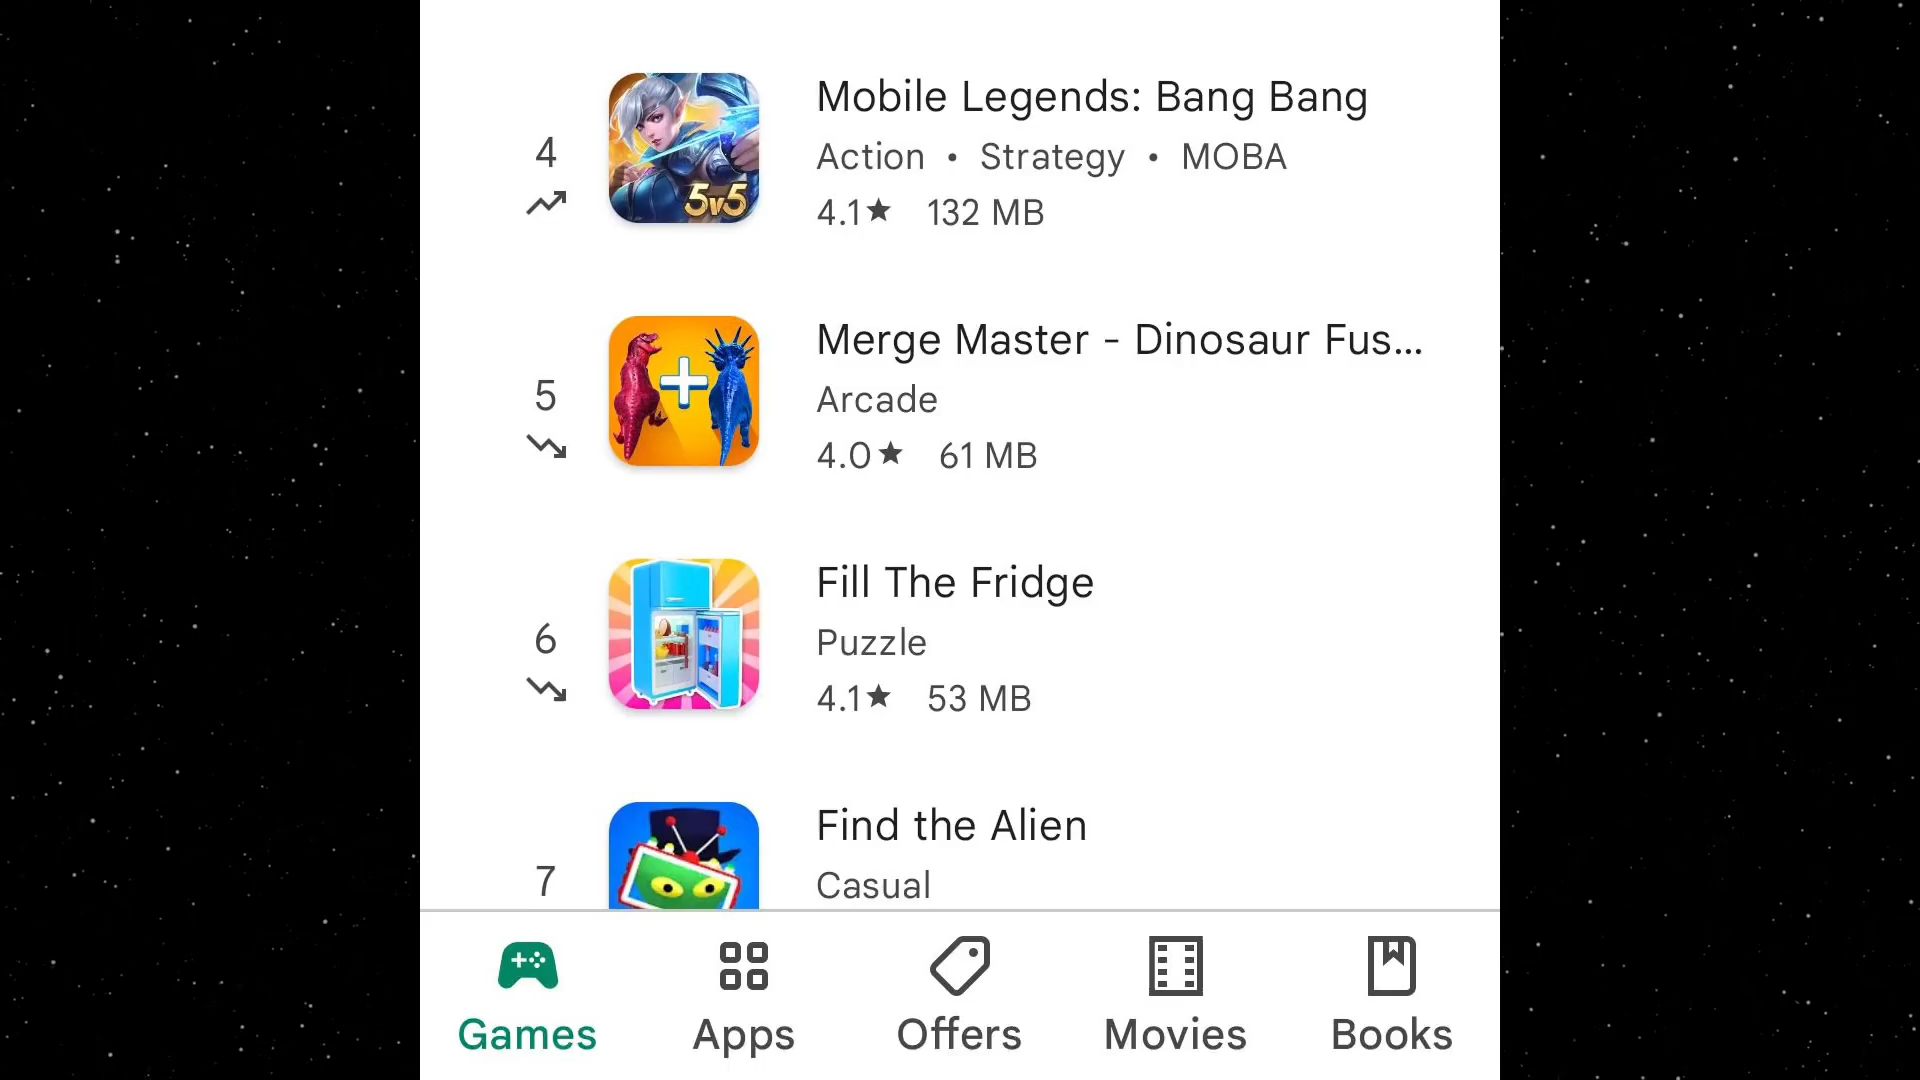 4
5v5
Mobile Legends: Bang Bang
Action • Strategy • MOBA
4.1★ 132 MB
5
Merge Master - Dinosaur Fus...
Arcade
4.0★ 61 MB
6
Fill The Fridge
Puzzle
4.1★ 53 MB
7
Find the Alien
Casual
Games
Apps
Offers
Movies
Books